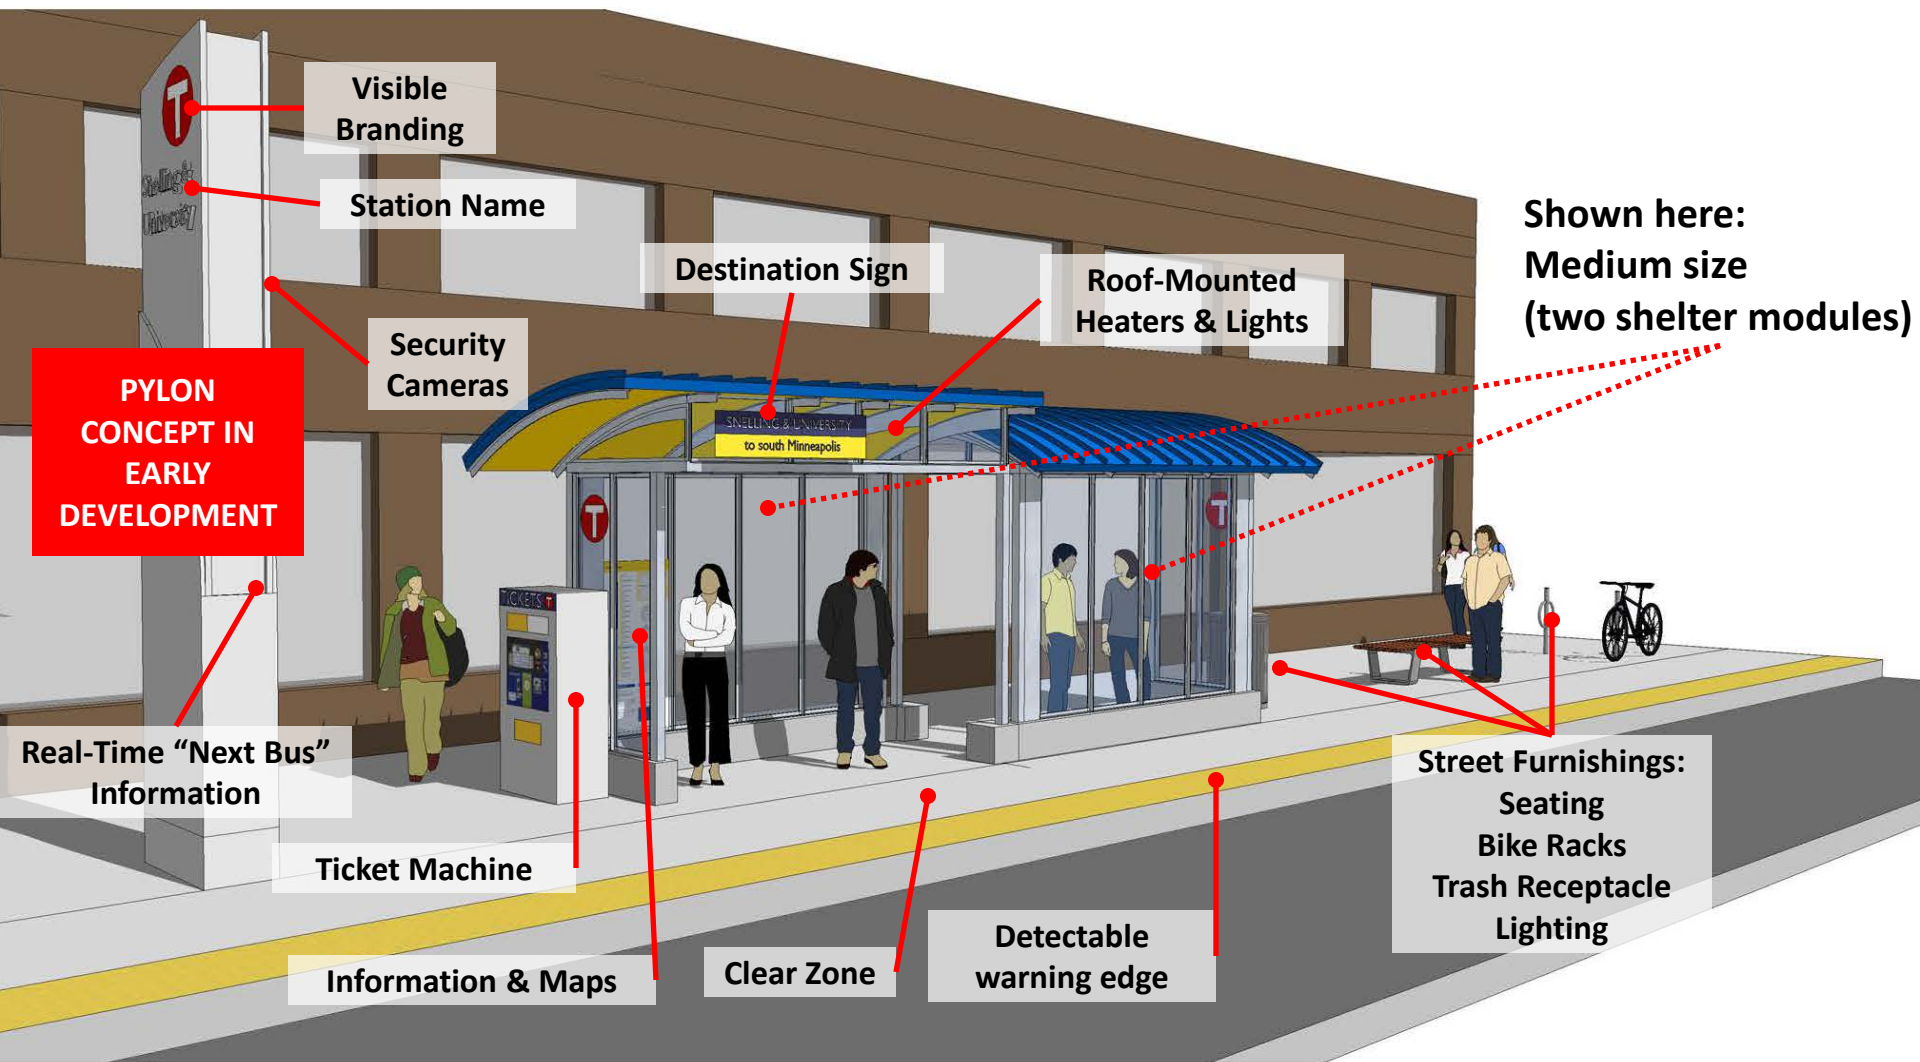 Visible
Branding
Station Name
Destination Sign
Roof-Mounted
Heaters & Lights
Shown here:
Medium size
(two shelter modules)
Security
Cameras
PYLON
CONCEPT IN
EARLY
DEVELOPMENT
T
Snelling &
University
SNELLING & UNIVERSITY
to south Minneapolis
T
T
TICKETS T
Real-Time “Next Bus”
Information
Ticket Machine
Information & Maps
Clear Zone
Detectable
warning edge
Street Furnishings:
Seating
Bike Racks
Trash Receptacle
Lighting